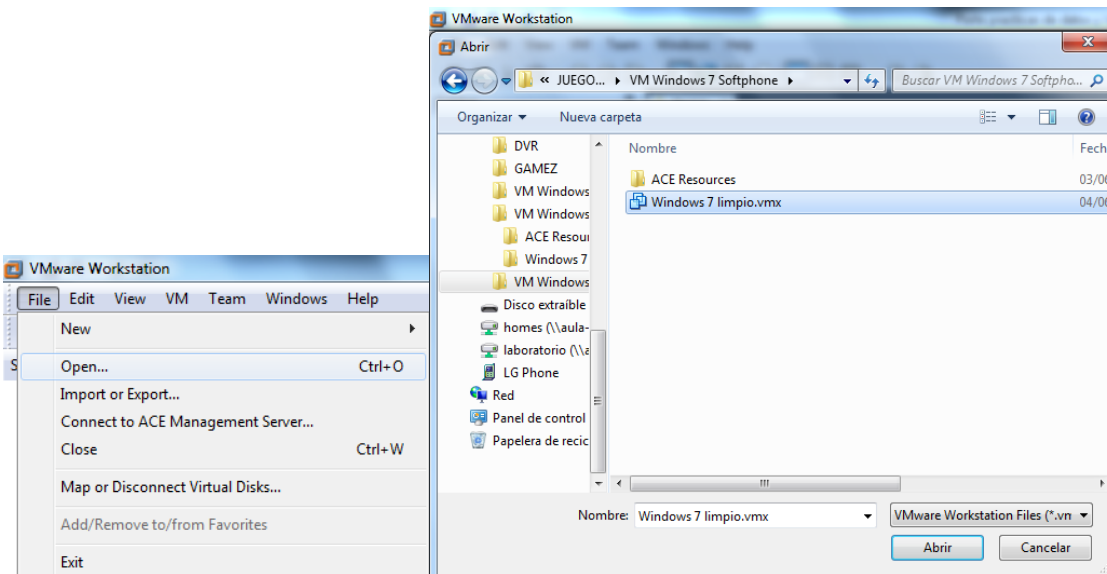 VMware Workstation
File Edit View VM Team Windows Help
New
Open... Ctrl+O
Import or Export...
Connect to ACE Management Server...
Close Ctrl+W
Map or Disconnect Virtual Disks...
Add/Remove to/from Favorites
Exit
VMware Workstation
Abrir
« JUEGO... VM Windows 7 Softphone
Buscar VM Windows 7 Softpho...
Organizar Nueva carpeta
DVR
GAMEZ
VM Windows
VM Windows
ACE Resour
Windows 7
VM Windows
Disco extraíble
homes (\\aula-
laboratorio (\\a
LG Phone
Red
Panel de control
Papelera de recic
Nombre Fech
ACE Resources 03/06
Windows 7 limpio.vmx 04/06
Nombre: Windows 7 limpio.vmx VMware Workstation Files (*.vm
Abrir Cancelar